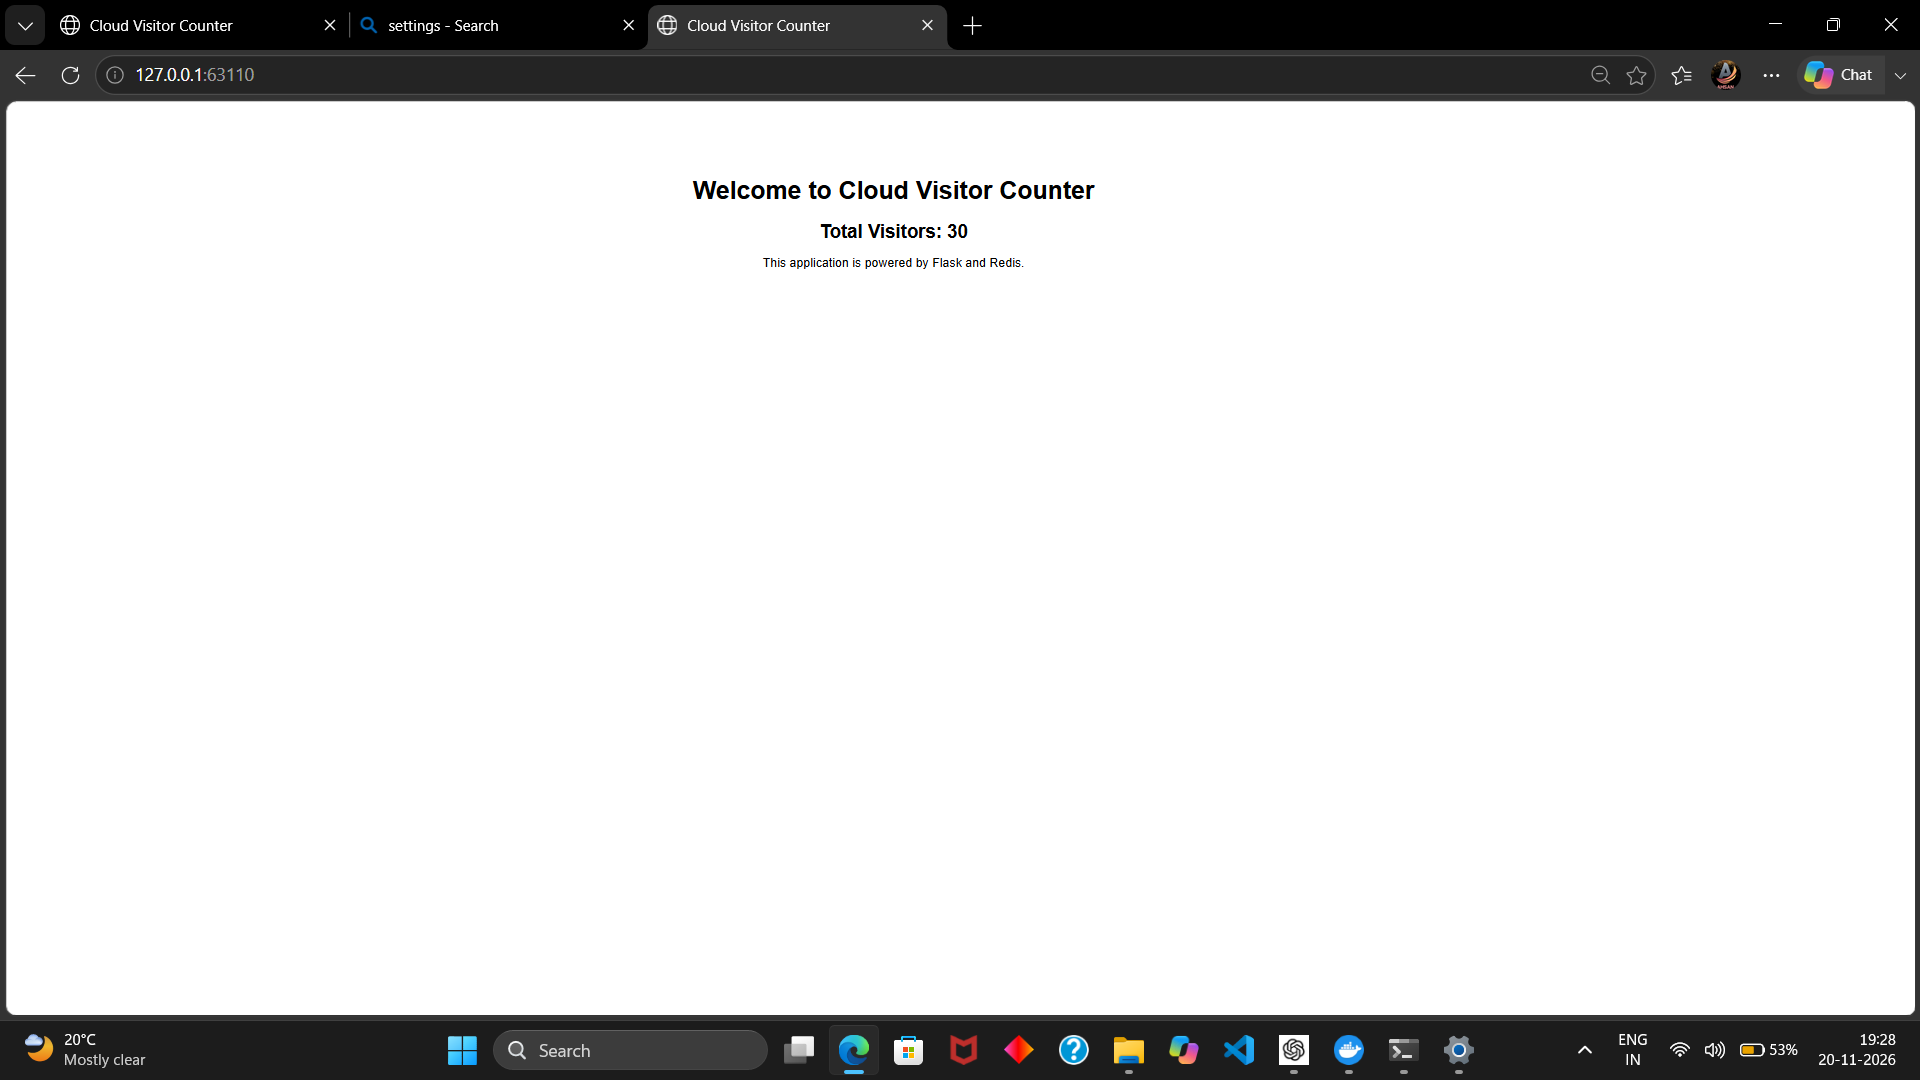 Cloud Visitor Counter
settings - Search
Cloud Visitor Counter
127.0.0.1:63110
Chat
Welcome to Cloud Visitor Counter
Total Visitors: 30
This application is powered by Flask and Redis.
20°C
Mostly clear
Search
ENG
IN
53%
19:28
20-11-2026